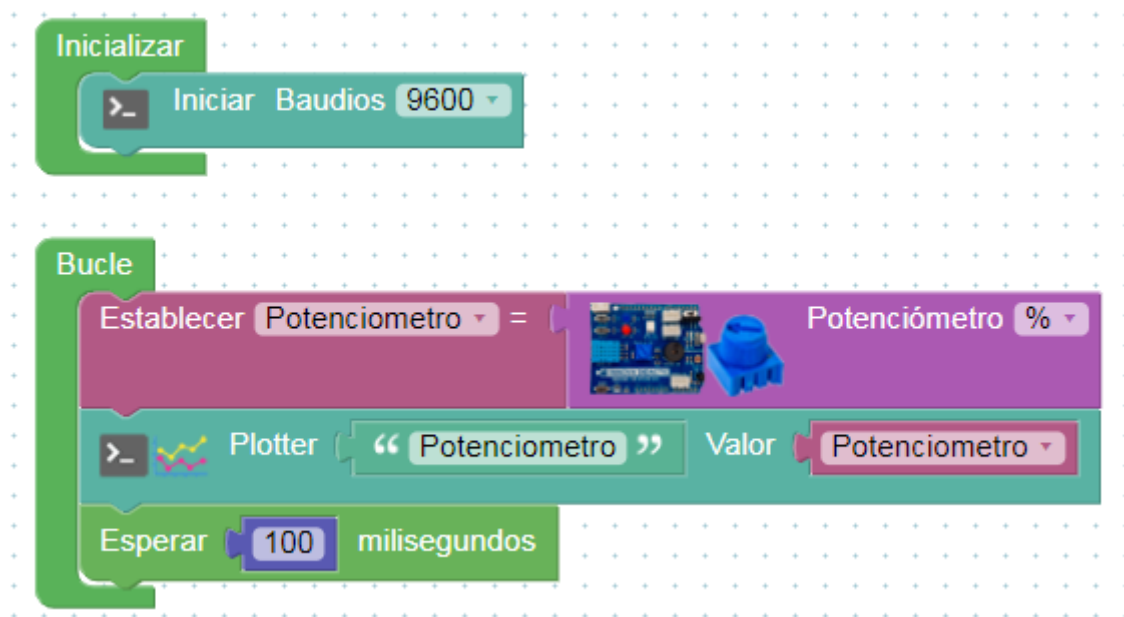 Inicializar
Iniciar Baudios 9600
Bucle
Establecer Potenciometro = Potenciómetro %
Plotter “ Potenciometro ” Valor Potenciometro
Esperar 100 milisegundos